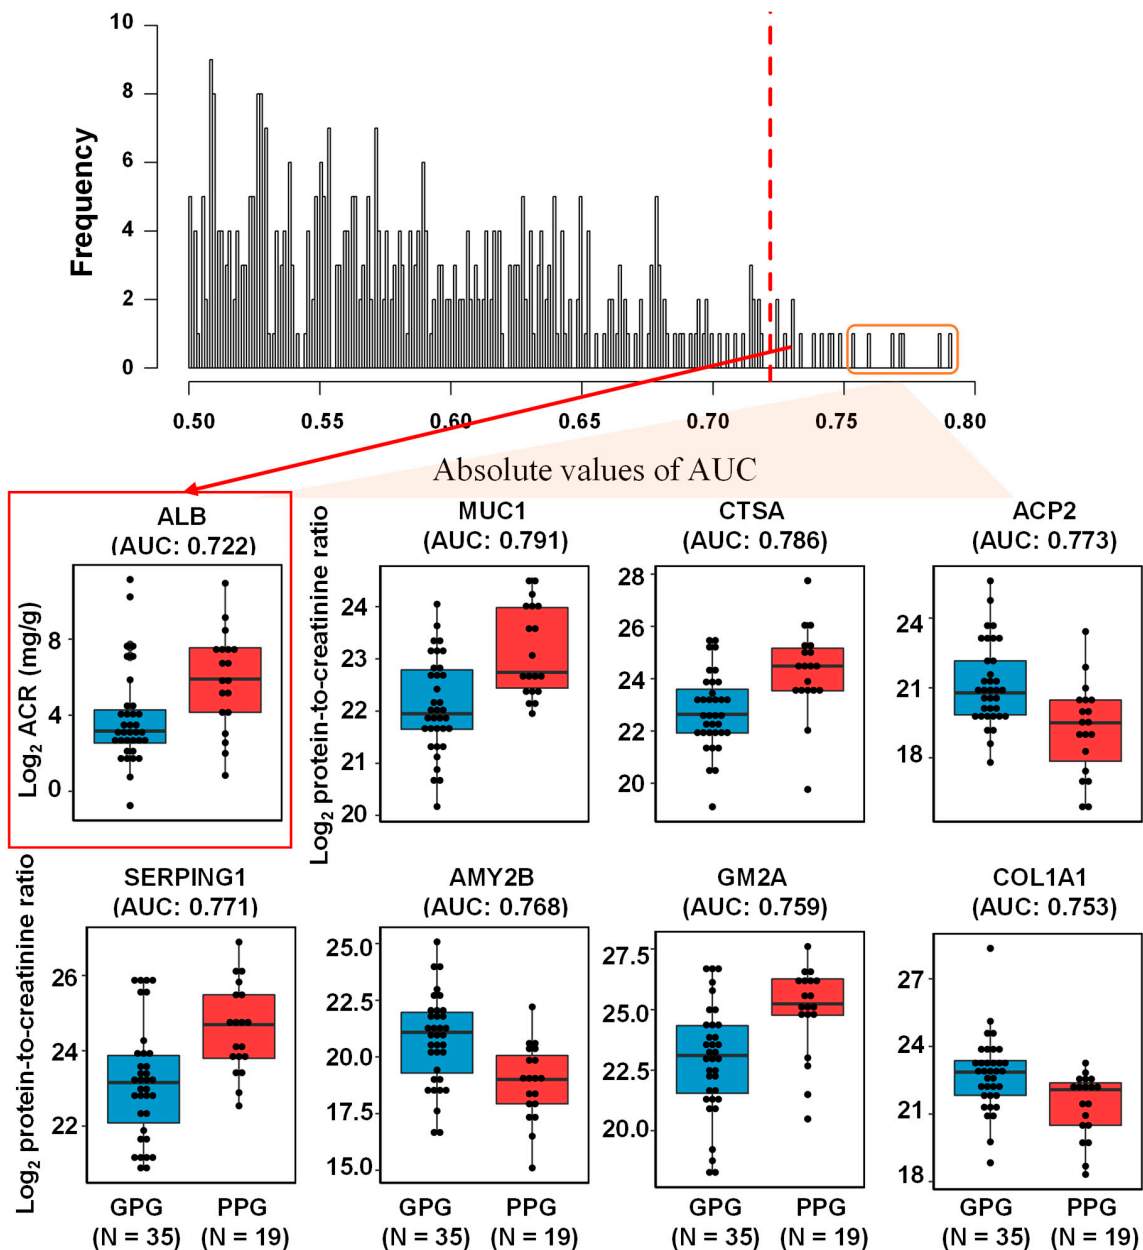 10
8
6
4
2
0
Frequency
0.50 0.55 0.60 0.65 0.70 0.75 0.80
Absolute values of AUC
ALB
(AUC: 0.722)
Log2 ACR (mg/g)
8
4
0
Log2 protein-to-creatinine ratio
MUC1
(AUC: 0.791)
24
23
22
21
20
CTSA
(AUC: 0.786)
28
26
24
22
20
ACP2
(AUC: 0.773)
24
21
18
Log2 protein-to-creatinine ratio
SERPING1
(AUC: 0.771)
26
24
22
GPG PPG
(N = 35) (N = 19)
AMY2B
(AUC: 0.768)
25.0
22.5
20.0
17.5
15.0
GPG PPG
(N = 35) (N = 19)
GM2A
(AUC: 0.759)
27.5
25.0
22.5
20.0
GPG PPG
(N = 35) (N = 19)
COL1A1
(AUC: 0.753)
27
24
21
18
GPG PPG
(N = 35) (N = 19)